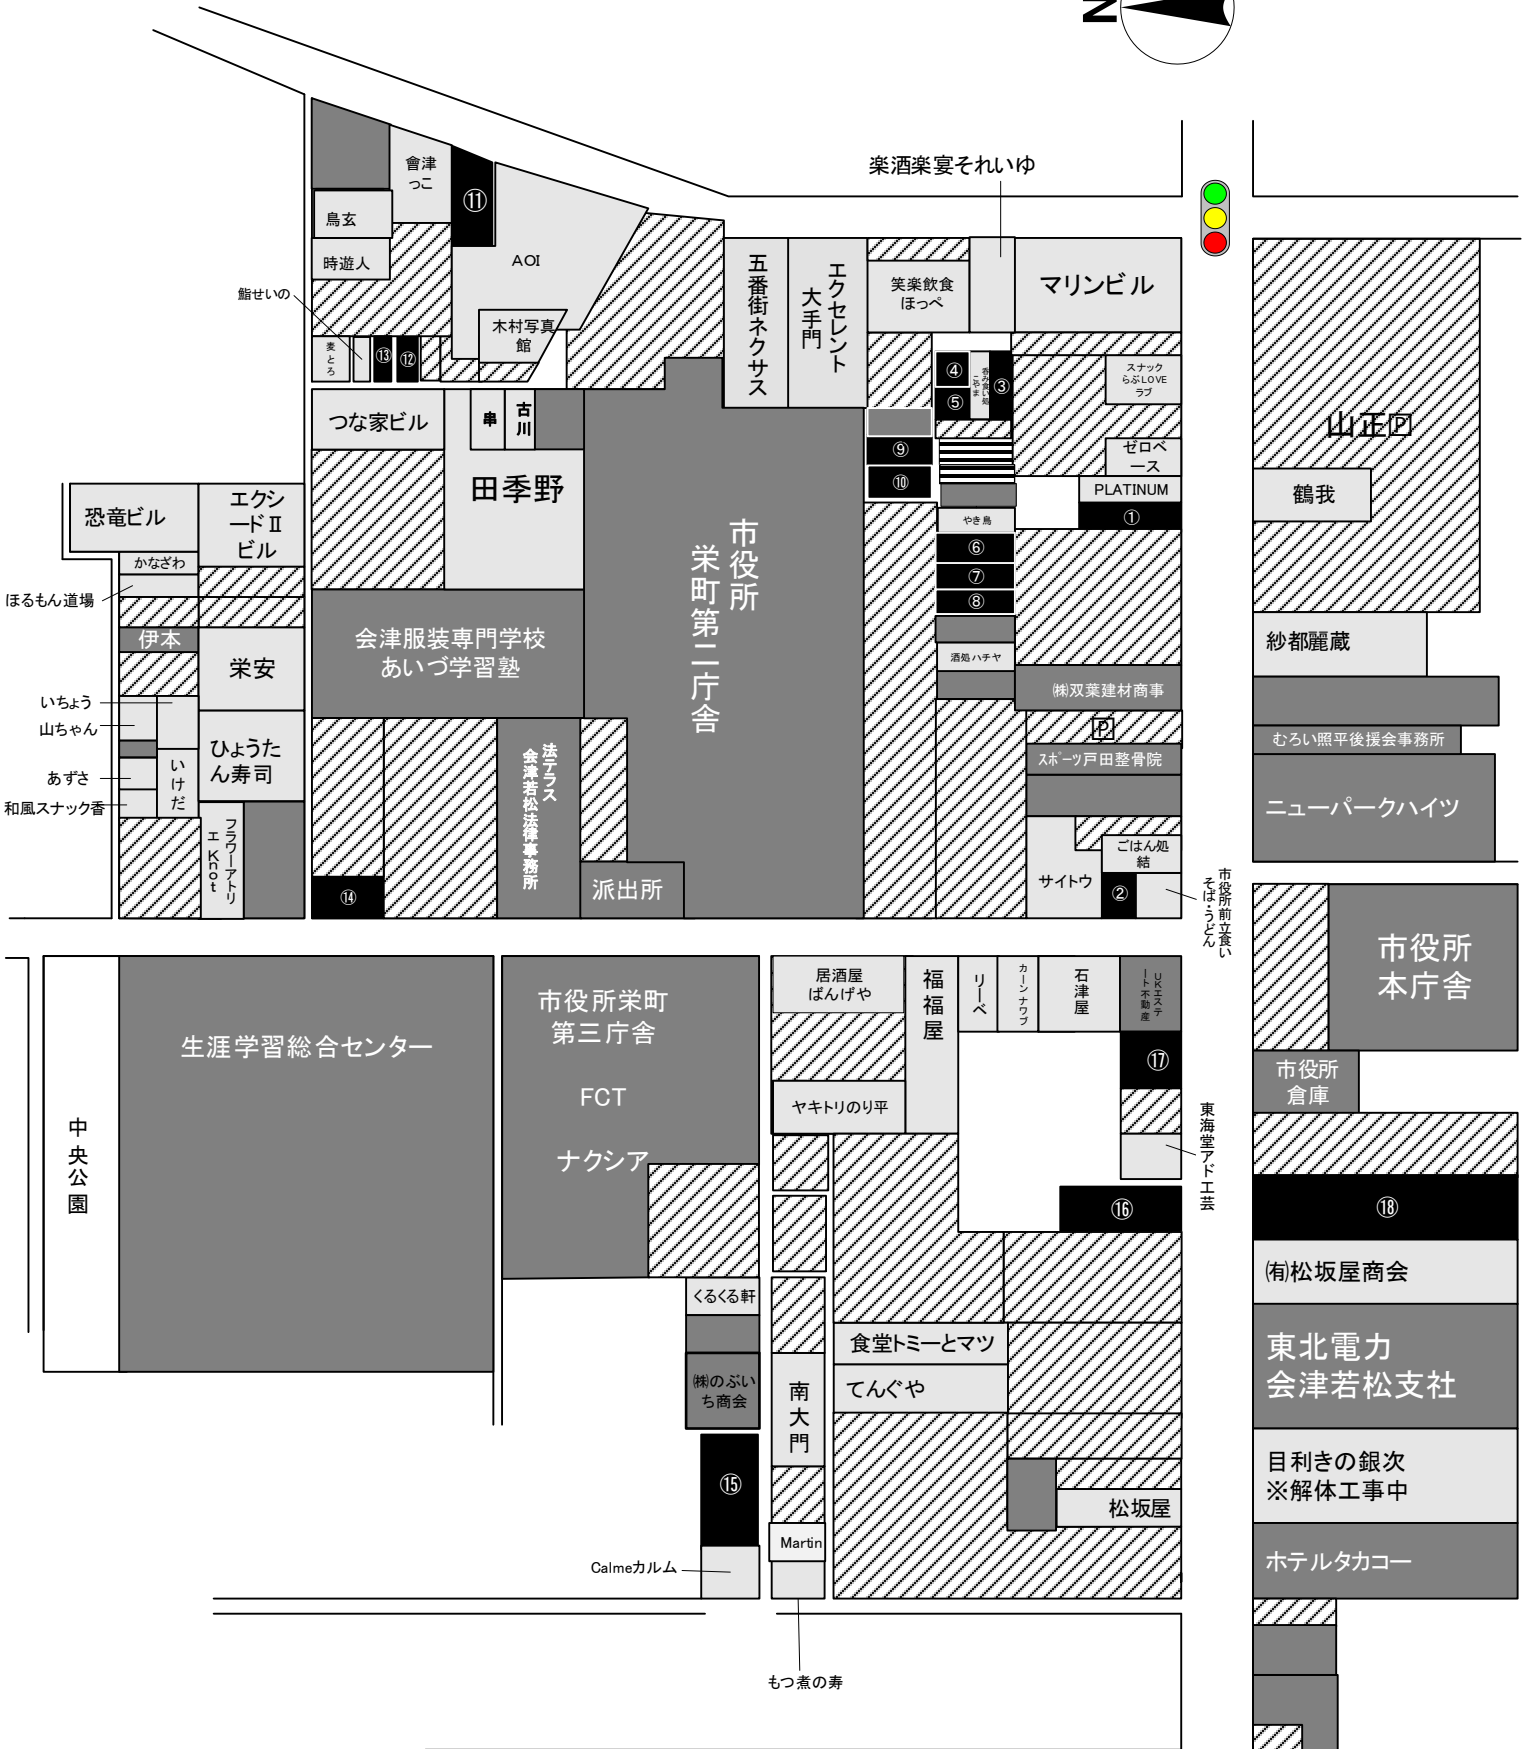 N
楽酒楽宴それいゆ
會津
っこ
⑪
鳥玄
時遊人
AOI
鮨せいの
木村写真
館
麦とろ
⑬
⑫
五番街ネクサス
エクセレント
大手門
笑楽飲食
ほっぺ
マリンビル
④
⑤
呑み食い処
こやま
③
スナック
らぶLOVE
ラブ
山正P
つな家ビル
串
古川
⑨
⑩
ゼロベ
ース
PLATINUM
①
鶴我
田季野
恐竜ビル
エクシ
ードⅡ
ビル
かなざわ
ほるもん道場
市役所
栄町第二庁舎
やき鳥
⑥
⑦
⑧
伊本
栄安
会津服装専門学校
あいづ学習塾
酒処ハチヤ
紗都麗蔵
㈱双葉建材商事
P
いちょう
山ちゃん
ひょうた
ん寿司
いけだ
あずさ
和風スナック香
むろい照平後援会事務所
スポーツ戸田整骨院
ニューパークハイツ
法テラス
会津若松法律事務所
フラワーアトリ
エ Knot
⑭
派出所
サイトウ
ごはん処
結
②
市役所前立食い
そば・うどん
市役所
本庁舎
生涯学習総合センター
市役所栄町
第三庁舎
FCT
ナクシア
中央公園
居酒屋
ばんげや
福福屋
リーベ
カーンナワブ
石津屋
UKエステ
ート不動産
⑰
市役所
倉庫
ヤキトリのり平
東海堂アド工芸
⑯
⑱
㈲松坂屋商会
くるくる軒
㈱のぶい
ち商会
南大門
食堂トミーとマツ
てんぐや
東北電力
会津若松支社
⑮
目利きの銀次
※解体工事中
松坂屋
Martin
Calmeカルム
ホテルタカコー
もつ煮の寿